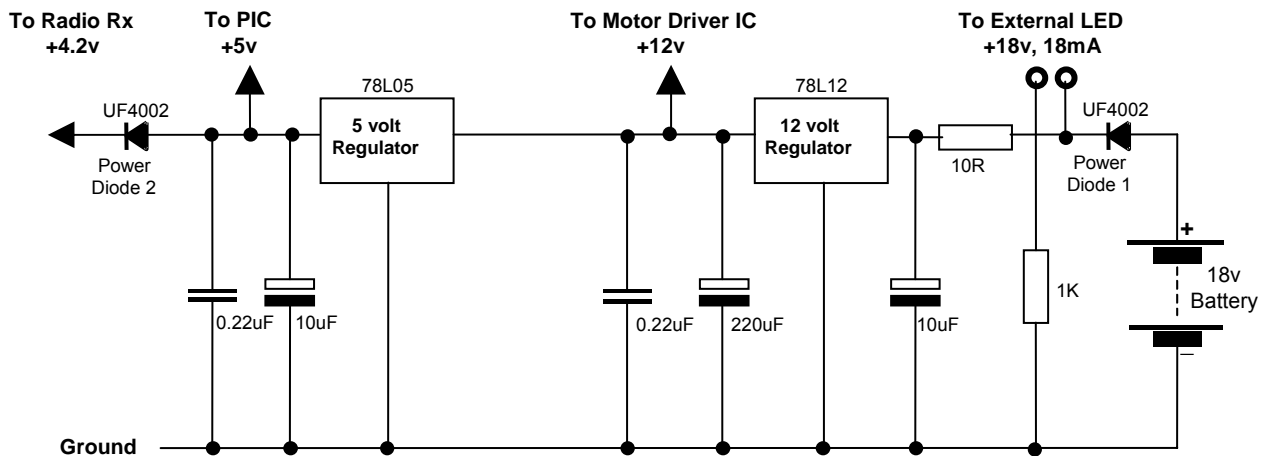 To Radio Rx
+4.2v
To PIC
+5v
To Motor Driver IC
+12v
To External LED
+18v, 18mA
UF4002
Power
Diode 2
78L05
5 volt
Regulator
78L12
12 volt
Regulator
10R
UF4002
Power
Diode 1
0.22uF
10uF
0.22uF
220uF
10uF
1K
+
18v
Battery
–
Ground